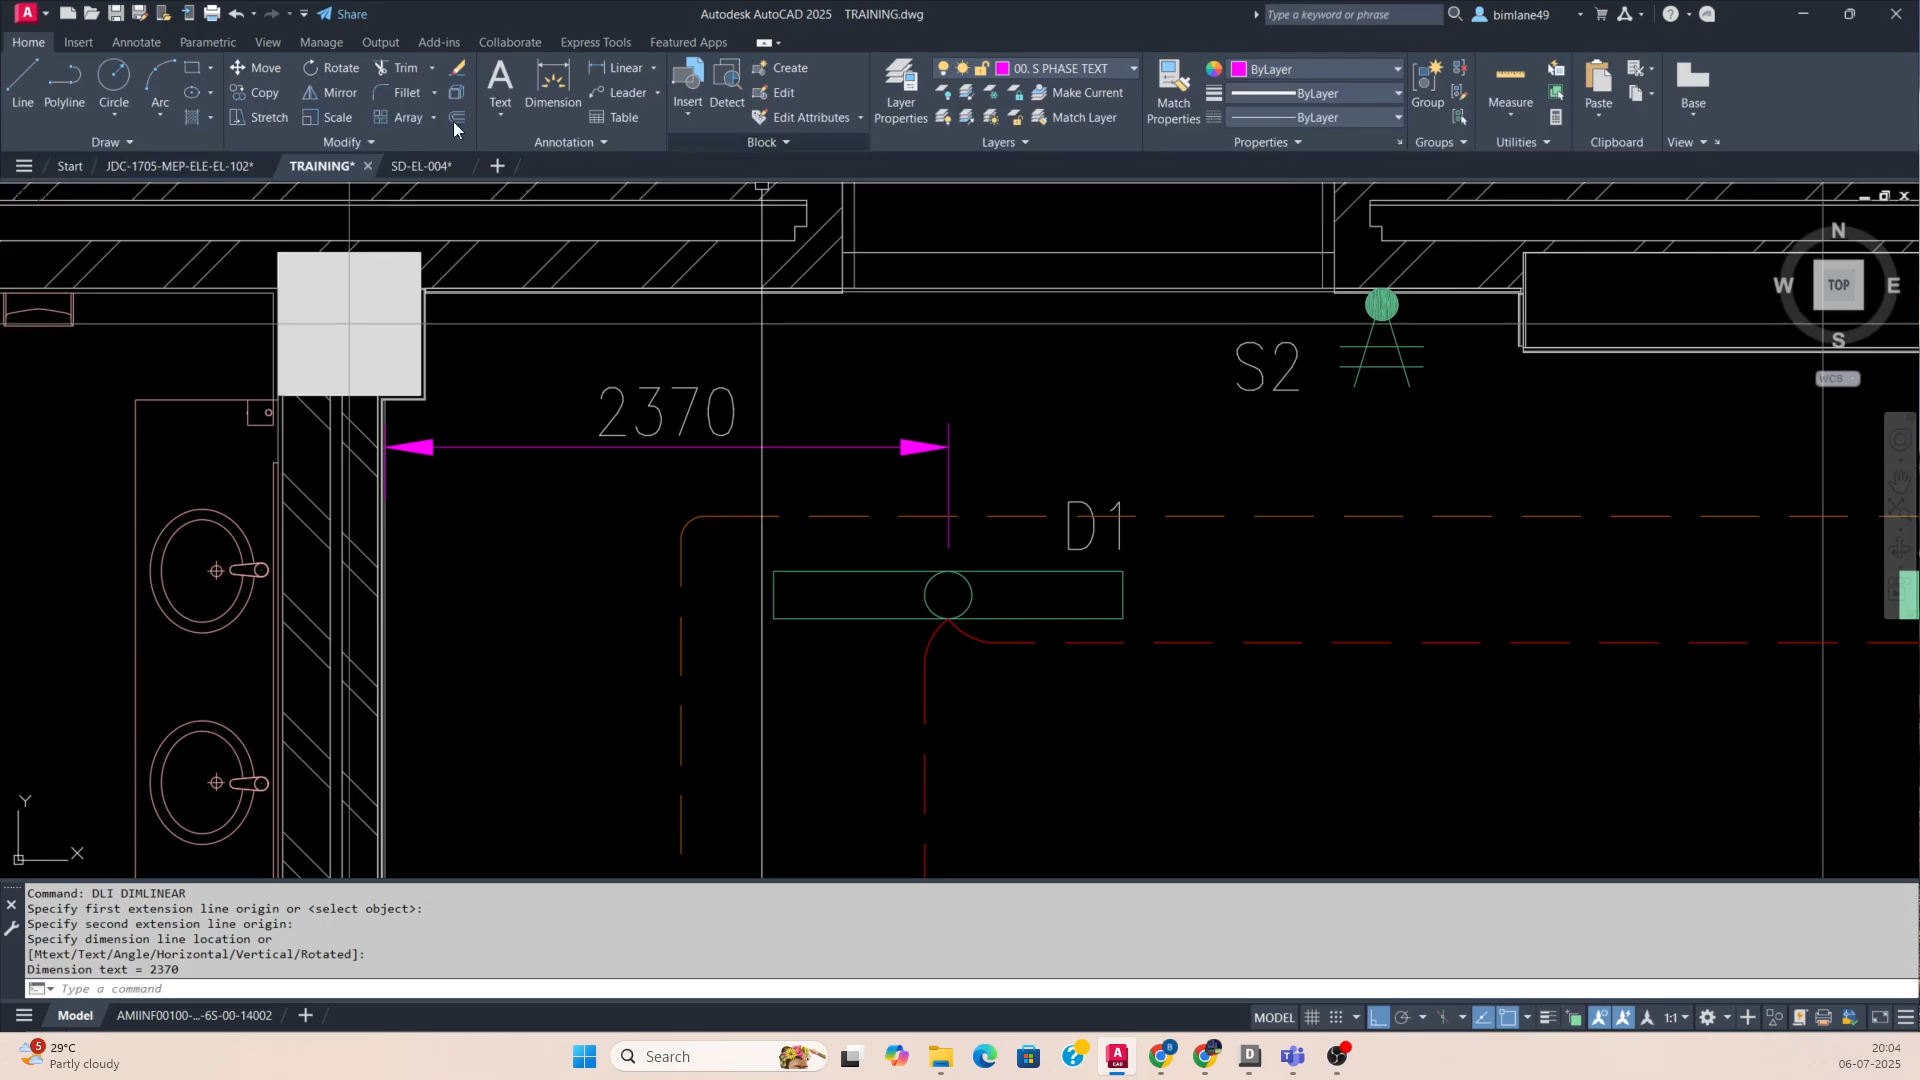 Share
Autodesk AutoCAD 2025 TRAINING.dwg
Type a keyword or phrase
bimlane49
Home Insert Annotate Parametric View Manage Output Add-ins Collaborate Express Tools Featured Apps
Move Rotate Trim
Copy Mirror Fillet
Stretch Scale Array
Line Polyline Circle Arc
Text Dimension
Linear
Leader
Table
Insert Detect
Create
Edit
Edit Attributes
Layer Properties
00. S PHASE TEXT
Make Current
Match Layer
Match Properties
ByLayer
ByLayer
ByLayer
Group
Measure
Paste
Base
Draw Modify Annotation Block Layers Properties Groups Utilities Clipboard View
Start JDC-1705-MEP-ELE-EL-102* TRAINING* SD-EL-004*
N
W TOP E
S
WCS
S2
2370
D1
Y
X
Command: DLI DIMLINEAR
Specify first extension line origin or <select object>:
Specify second extension line origin:
Specify dimension line location or
[Mtext/Text/Angle/Horizontal/Vertical/Rotated]:
Dimension text = 2370
Type a command
Model AMIINF00100-...-6S-00-14002
MODEL 1:1
5
29°C
Partly cloudy
Search
20:04
06-07-2025